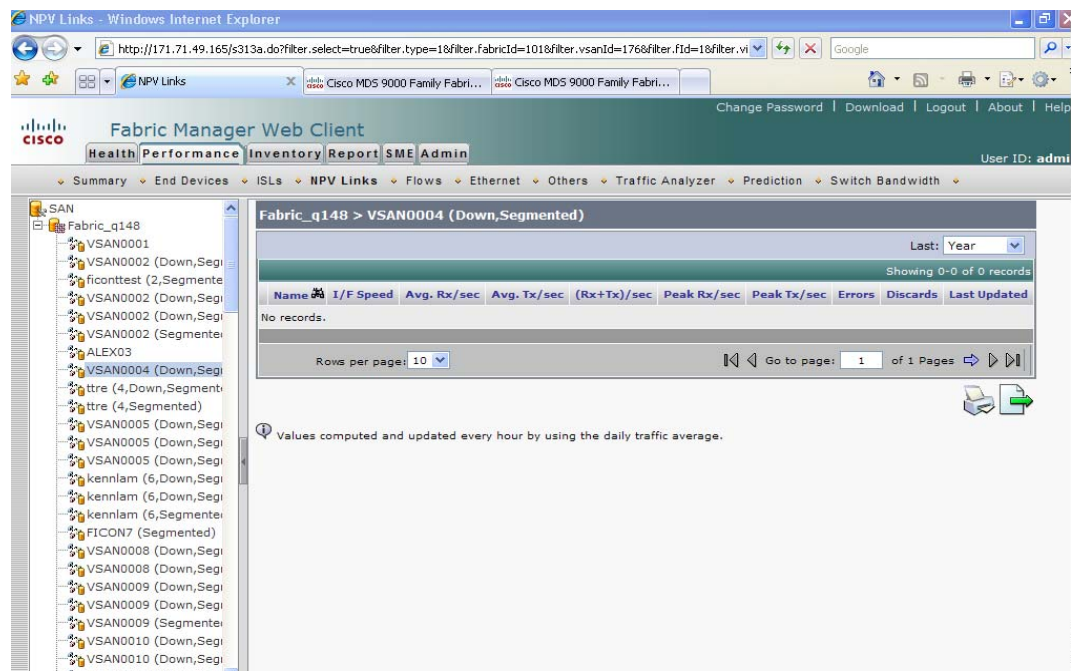 NPV Links - Windows Internet Explorer
http://171.71.49.165/s313a.do?filter.select=true&filter.type=1&filter.fabricId=101&filter.vsanId=176&filter.fId=1&filter.vi
Google
NPV Links
Cisco MDS 9000 Family Fabri...
Cisco MDS 9000 Family Fabri...
Change Password | Download | Logout | About | Help
cisco
Fabric Manager Web Client
Health Performance Inventory Report SME Admin
User ID: admi
Summary End Devices ISLs NPV Links Flows Ethernet Others Traffic Analyzer Prediction Switch Bandwidth
SAN
Fabric_q148
VSAN0001
VSAN0002 (Down,Seg
ficonttest (2,Segmente
VSAN0002 (Down,Seg
VSAN0002 (Down,Seg
VSAN0002 (Segmente
ALEX03
VSAN0004 (Down,Seg
ttre (4,Down,Segment
ttre (4,Segmented)
VSAN0005 (Down,Seg
VSAN0005 (Down,Seg
VSAN0005 (Down,Seg
kennlam (6,Down,Seg
kennlam (6,Down,Seg
kennlam (6,Segmente
FICON7 (Segmented)
VSAN0008 (Down,Seg
VSAN0008 (Down,Seg
VSAN0009 (Down,Seg
VSAN0009 (Down,Seg
VSAN0009 (Segmente
VSAN0010 (Down,Seg
VSAN0010 (Down,Seg
Fabric_q148 > VSAN0004 (Down,Segmented)
Last: Year
Showing 0-0 of 0 records
Name I/F Speed Avg. Rx/sec Avg. Tx/sec (Rx+Tx)/sec Peak Rx/sec Peak Tx/sec Errors Discards Last Updated
No records.
Rows per page: 10 Go to page: 1 of 1 Pages
Values computed and updated every hour by using the daily traffic average.